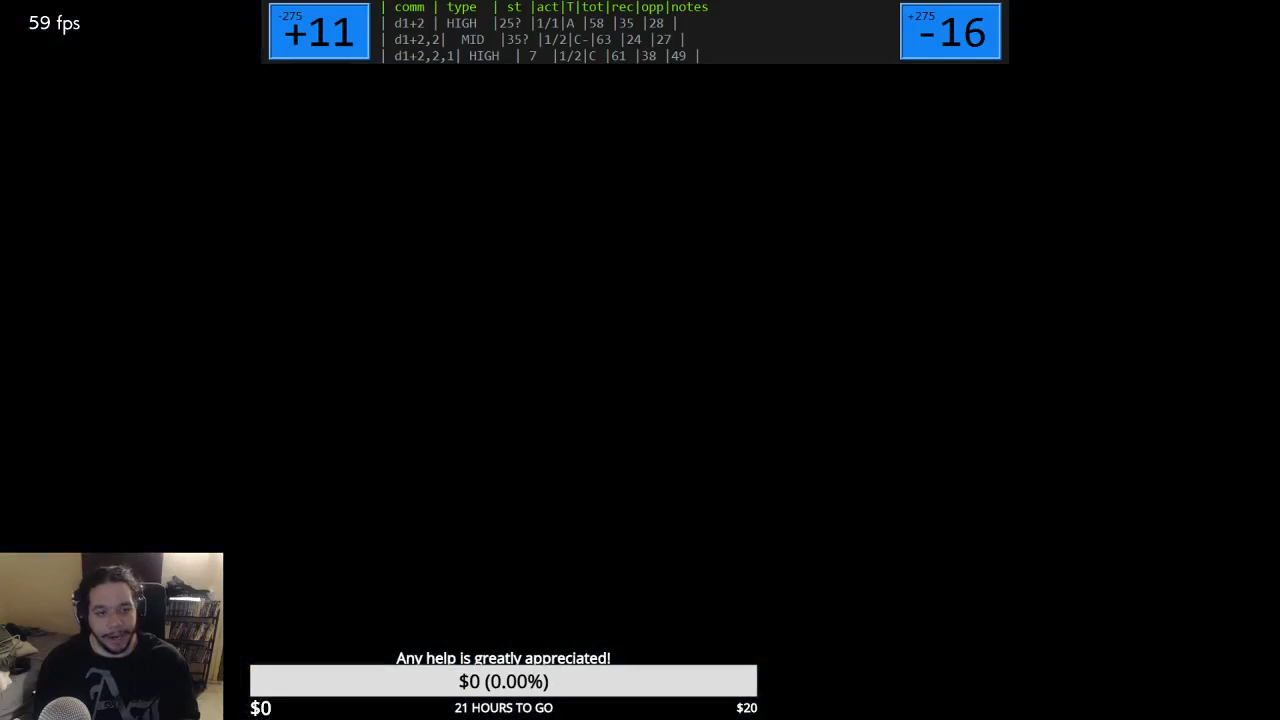 59 fps
-275
+11
| comm | type | st |act|T|tot|rec|opp|notes
| d1+2 | HIGH |25? |1/1|A |58 |35 |28 |
| d1+2,2| MID |35? |1/2|C-|63 |24 |27 |
| d1+2,2,1| HIGH | 7 |1/2|C |61 |38 |49 |
+275
-16
Any help is greatly appreciated!
$0 (0.00%)
$0
21 HOURS TO GO
$20